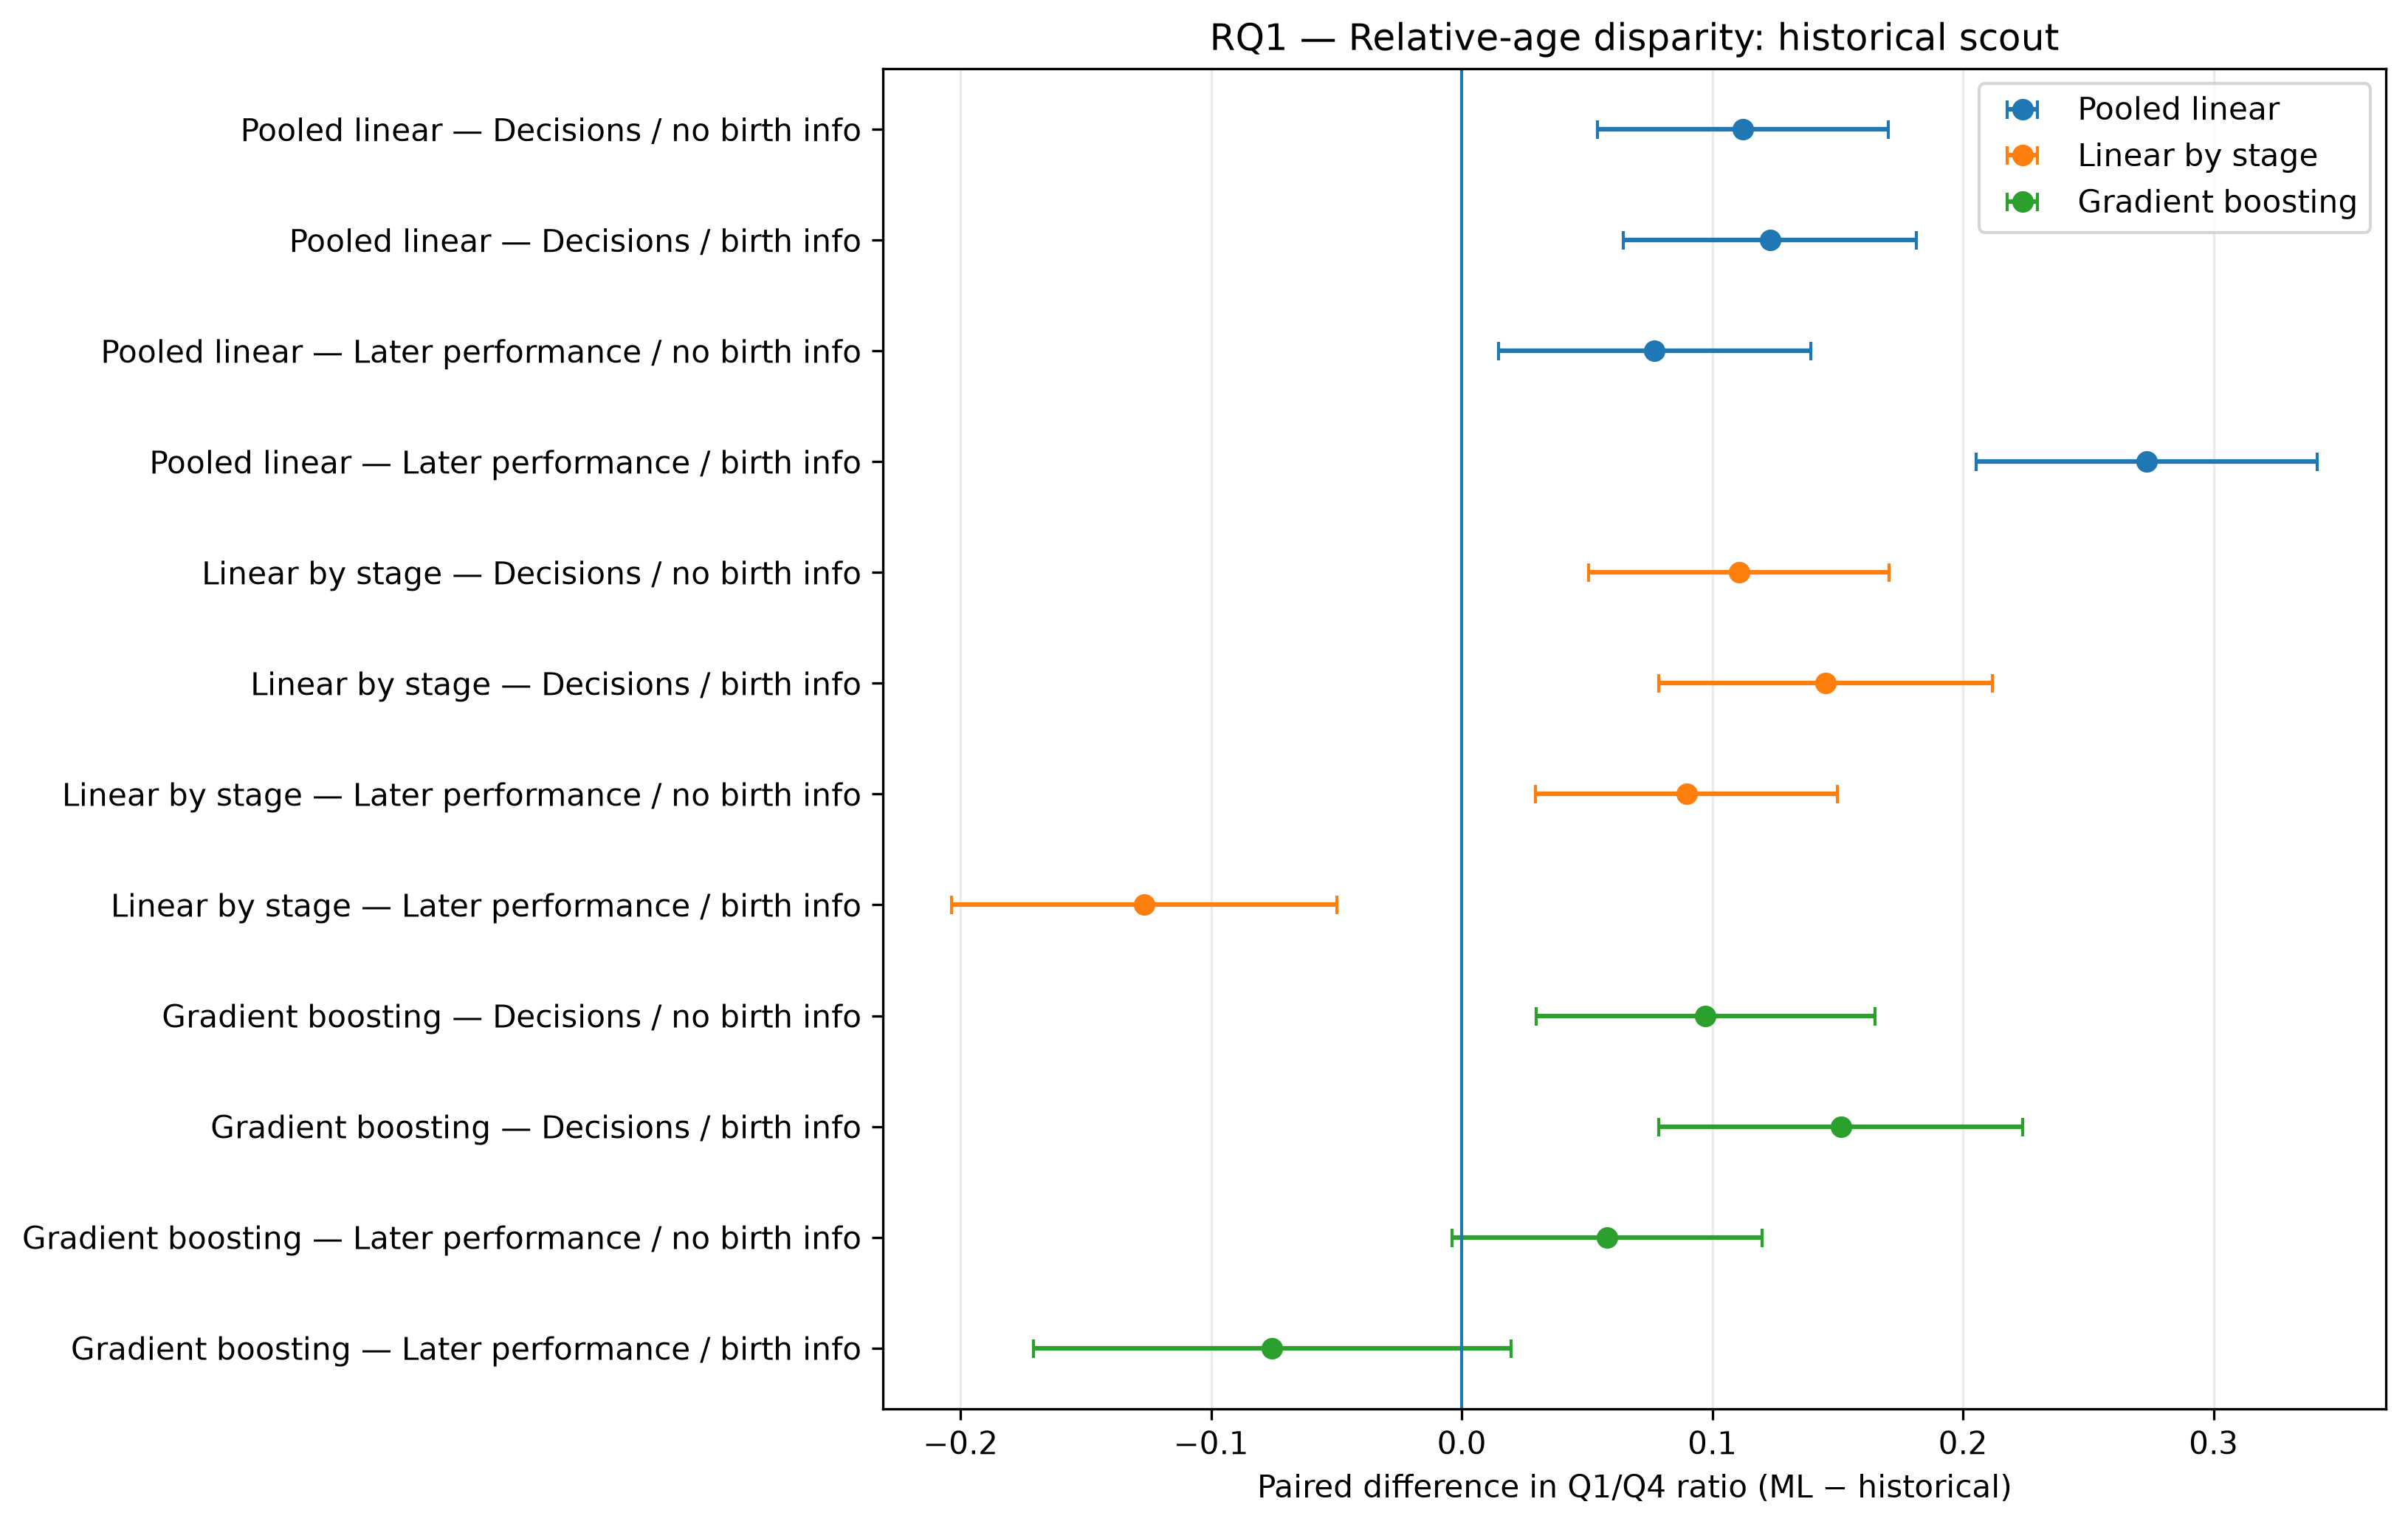 RQ1 — Relative-age disparity: historical scout
Pooled linear
Linear by stage
Gradient boosting
Pooled linear — Decisions / no birth info
Pooled linear — Decisions / birth info
Pooled linear — Later performance / no birth info
Pooled linear — Later performance / birth info
Linear by stage — Decisions / no birth info
Linear by stage — Decisions / birth info
Linear by stage — Later performance / no birth info
Linear by stage — Later performance / birth info
Gradient boosting — Decisions / no birth info
Gradient boosting — Decisions / birth info
Gradient boosting — Later performance / no birth info
Gradient boosting — Later performance / birth info
−0.2 −0.1 0.0 0.1 0.2 0.3
Paired difference in Q1/Q4 ratio (ML − historical)